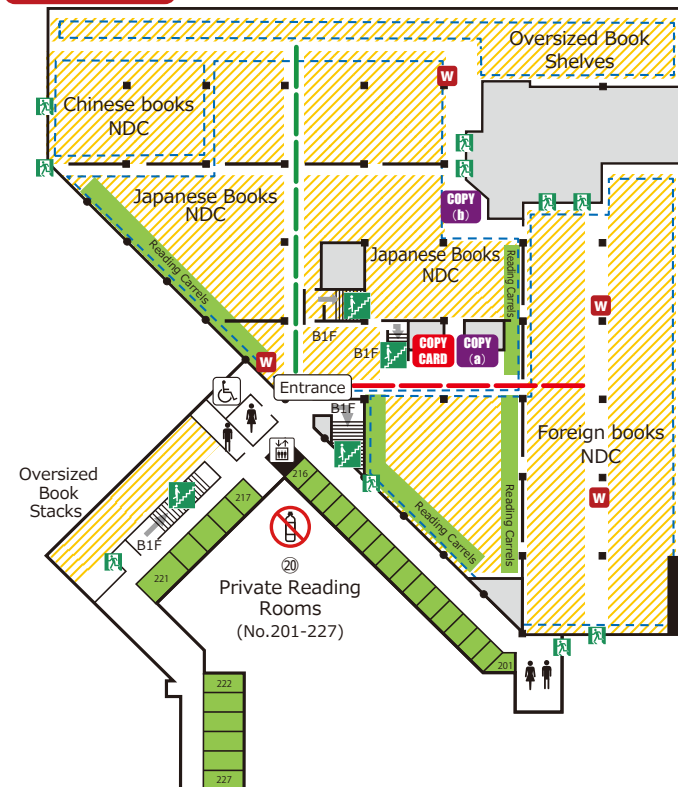 Oversized Book
Shelves
W
Chinese books
NDC
Japanese Books
NDC
COPY
(b)
Reading Carrels
Japanese Books
NDC
Reading Carrels
W
B1F
B1F
COPY
CARD
COPY
(a)
W
Entrance
B1F
Foreign books
NDC
Oversized
Book
Stacks
216
217
W
Reading Carrels
Reading Carrels
B1F
221
⑳
Private Reading
Rooms
(No.201-227)
201
222
227